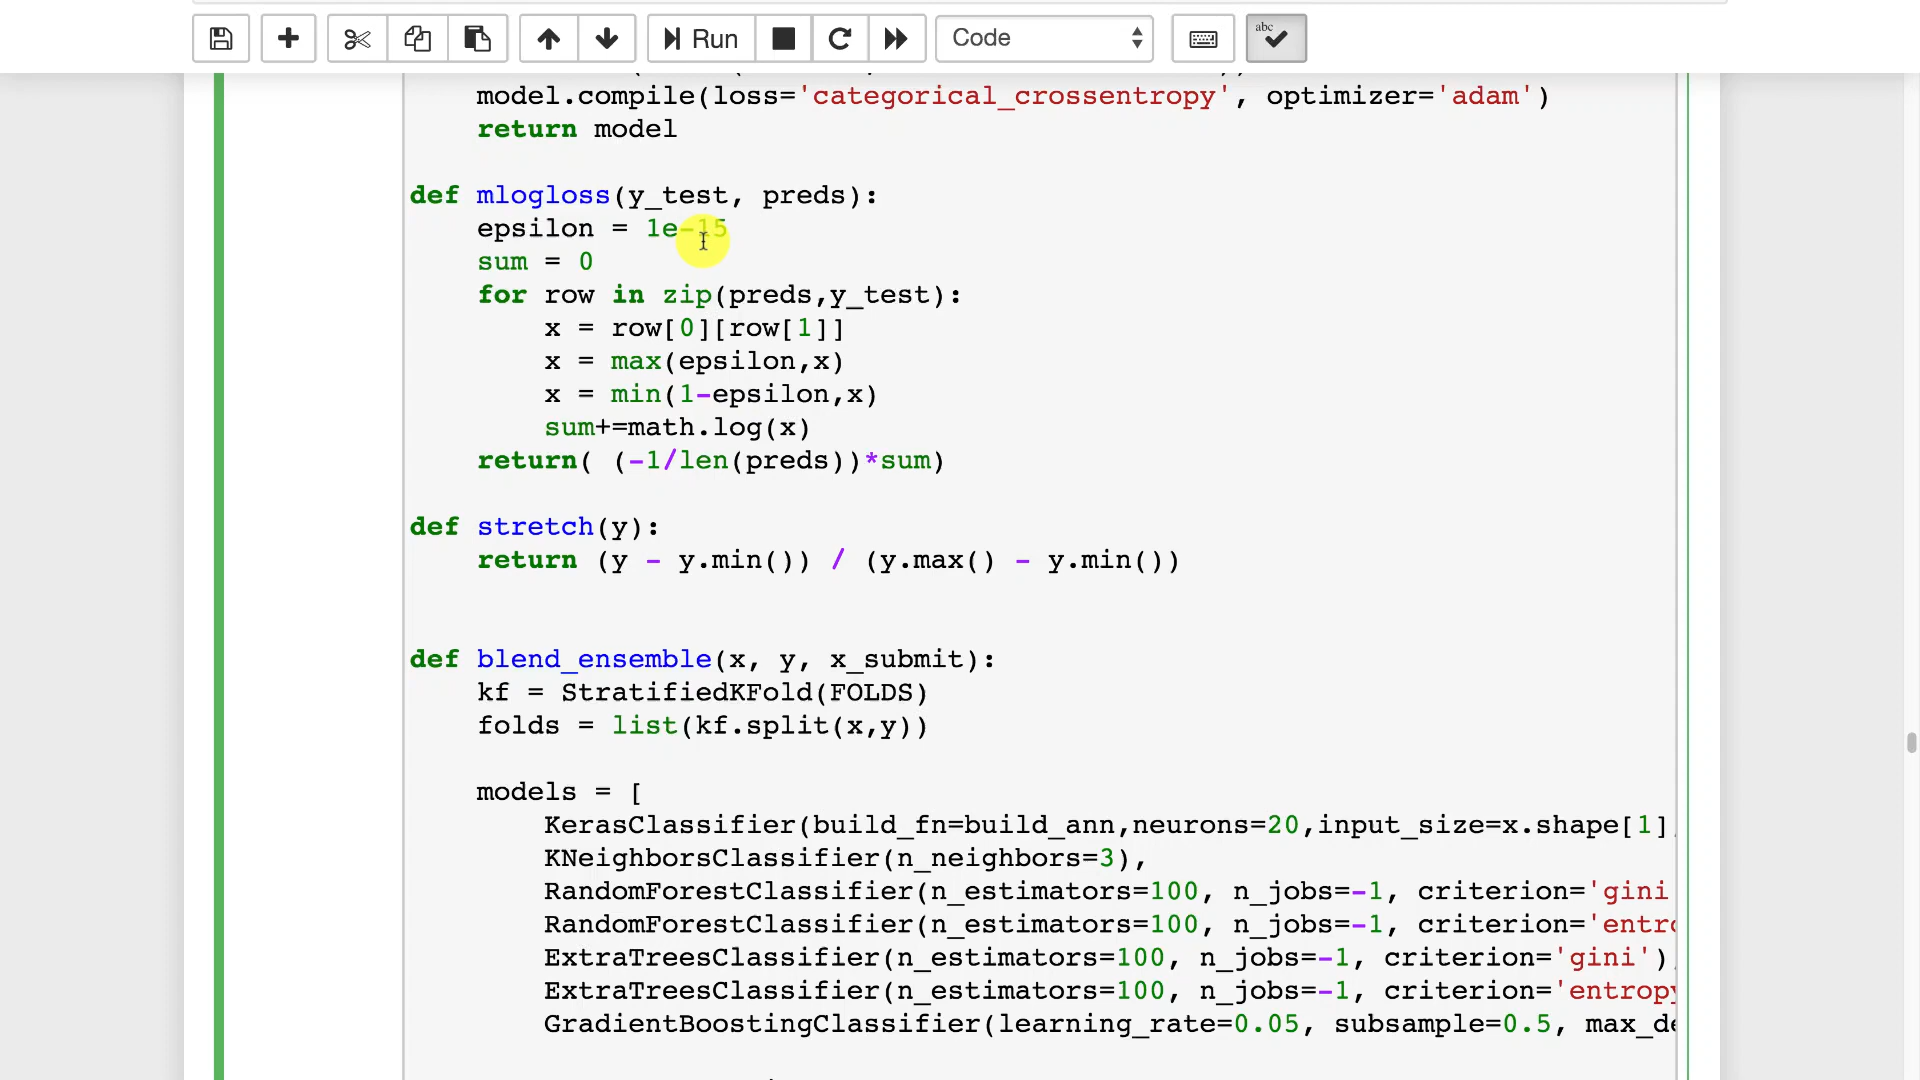 Run
Code
abc
model.compile(loss='categorical_crossentropy', optimizer='adam')
return model
def mlogloss(y_test, preds):
epsilon = 1e-15
sum = 0
for row in zip(preds,y_test):
x = row[0][row[1]]
x = max(epsilon,x)
x = min(1-epsilon,x)
sum+=math.log(x)
return( (-1/len(preds))*sum)
def stretch(y):
return (y - y.min()) / (y.max() - y.min())
def blend_ensemble(x, y, x_submit):
kf = StratifiedKFold(FOLDS)
folds = list(kf.split(x,y))
models = [
KerasClassifier(build_fn=build_ann,neurons=20,input_size=x.shape[1],
KNeighborsClassifier(n_neighbors=3),
RandomForestClassifier(n_estimators=100, n_jobs=-1, criterion='gini
RandomForestClassifier(n_estimators=100, n_jobs=-1, criterion='entro
ExtraTreesClassifier(n_estimators=100, n_jobs=-1, criterion='gini'),
ExtraTreesClassifier(n_estimators=100, n_jobs=-1, criterion='entropy
GradientBoostingClassifier(learning_rate=0.05, subsample=0.5, max_de